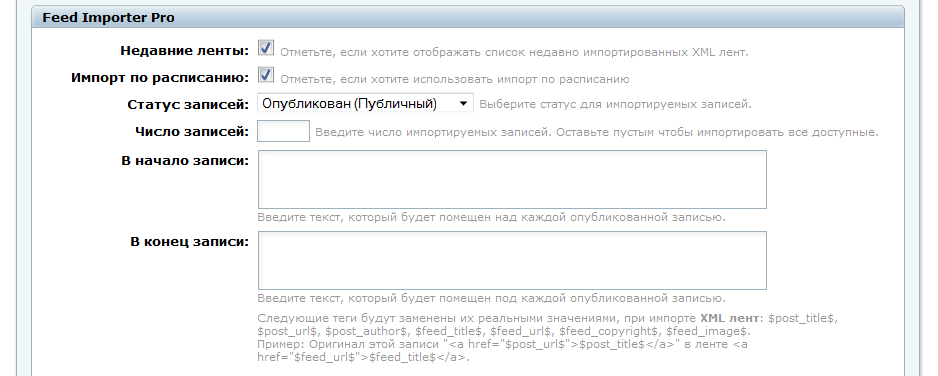 Feed Importer Pro
Недавние ленты: Отметьте, если хотите отображать список недавно импортированных XML лент.
Импорт по расписанию: Отметьте, если хотите использовать импорт по расписанию
Статус записей: Опубликован (Публичный) Выберите статус для импортируемых записей.
Число записей: Введите число импортируемых записей. Оставьте пустым чтобы импортировать все доступные.
В начало записи:
Введите текст, который будет помещен над каждой опубликованной записью.
В конец записи:
Введите текст, который будет помещен под каждой опубликованной записью.
Следующие теги будут заменены их реальными значениями, при импорте XML лент: $post_title$,
$post_url$, $post_author$, $feed_title$, $feed_url$, $feed_copyright$, $feed_image$.
Пример: Оригинал этой записи "<a href="$post_url$">$post_title$</a>" в ленте <a
href="$feed_url$">$feed_title$</a>.